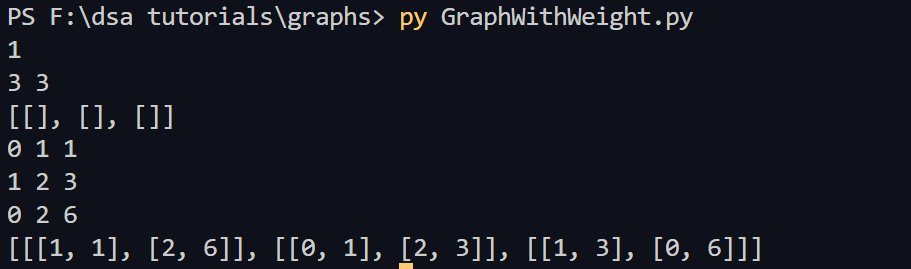 PS F:\dsa tutorials\graphs> py GraphWithWeight.py
1
3 3
[[], [], []]
0 1 1
1 2 3
0 2 6
[[[1, 1], [2, 6]], [[0, 1], [2, 3]], [[1, 3], [0, 6]]]